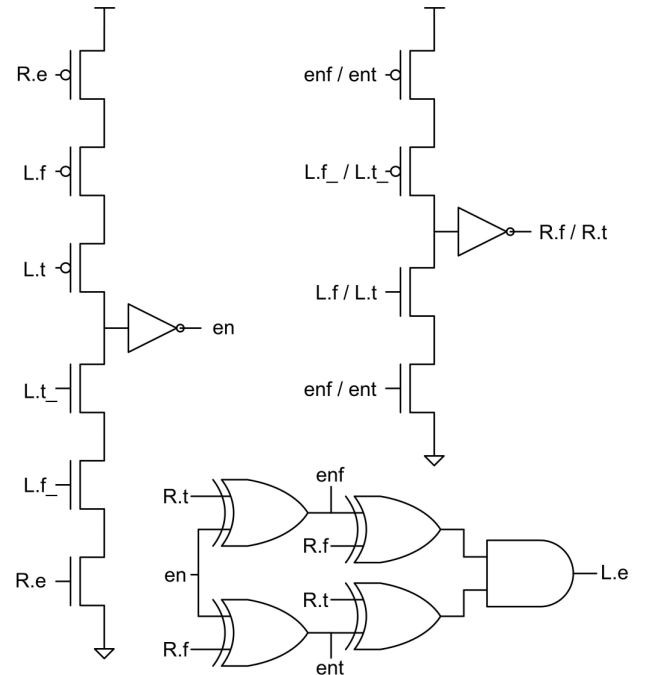 R.e
L.f
L.t
en
L.t_
L.f_
R.e
enf / ent
L.f_ / L.t_
R.f / R.t
L.f / L.t
enf / ent
R.t
enf
R.f
en
L.e
R.t
R.f
ent